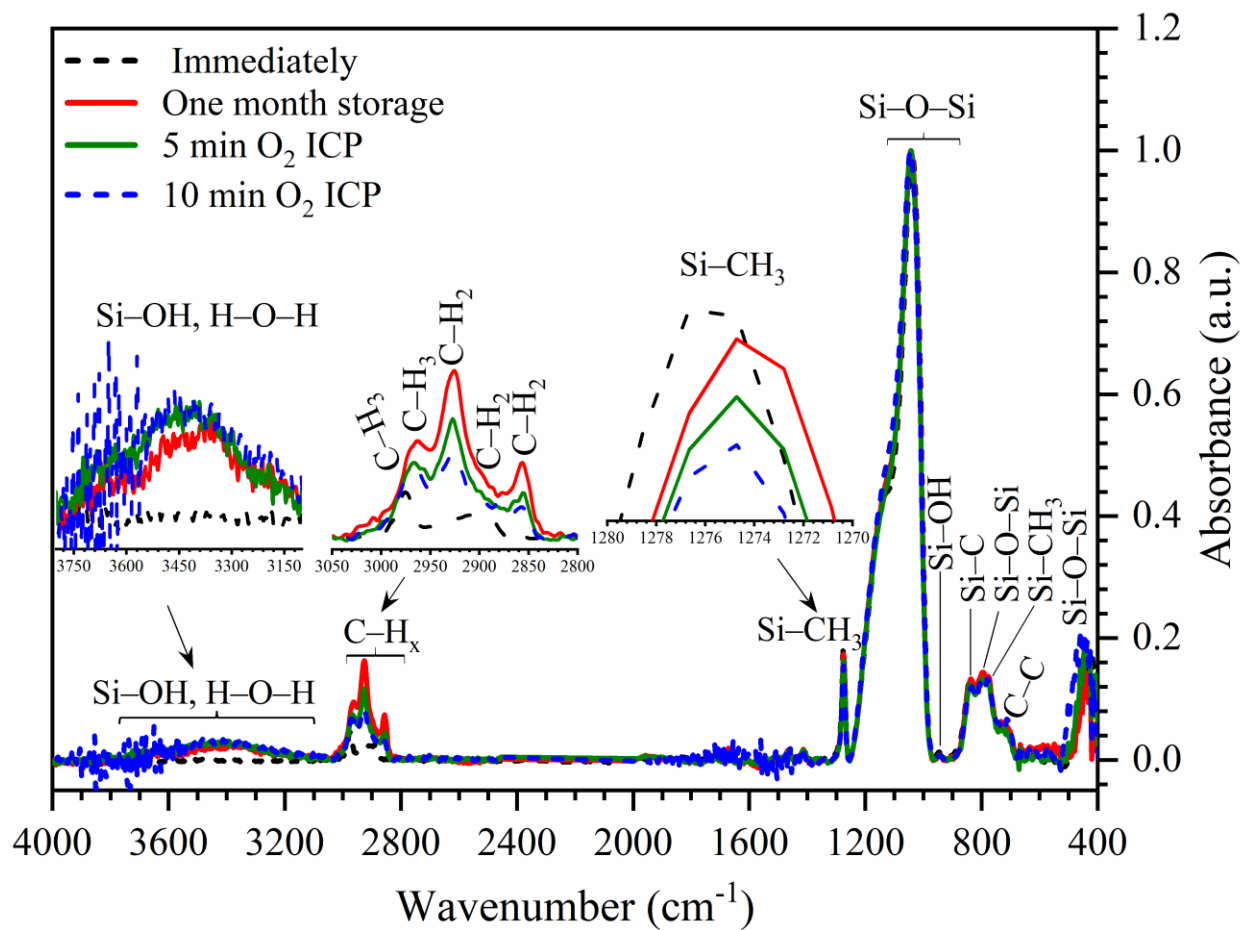 Immediately
One month storage
5 min O₂ ICP
10 min O₂ ICP
Si–O–Si
Si–CH₃
Si–OH, H–O–H
C–H₃
C–H₃
C–H₂
C–H₂
C–H₂
3750 3600 3450 3300 3150
3050 3000 2950 2900 2850 2800
1280 1278 1276 1274 1272 1270
Si–OH
Si–C
Si–O–Si
Si–CH₃
Si–O–Si
C–C
Si–CH₃
C–Hₓ
Si–OH, H–O–H
1.2
1.0
0.8
0.6
0.4
0.2
0.0
Absorbance (a.u.)
4000 3600 3200 2800 2400 2000 1600 1200 800 400
Wavenumber (cm⁻¹)